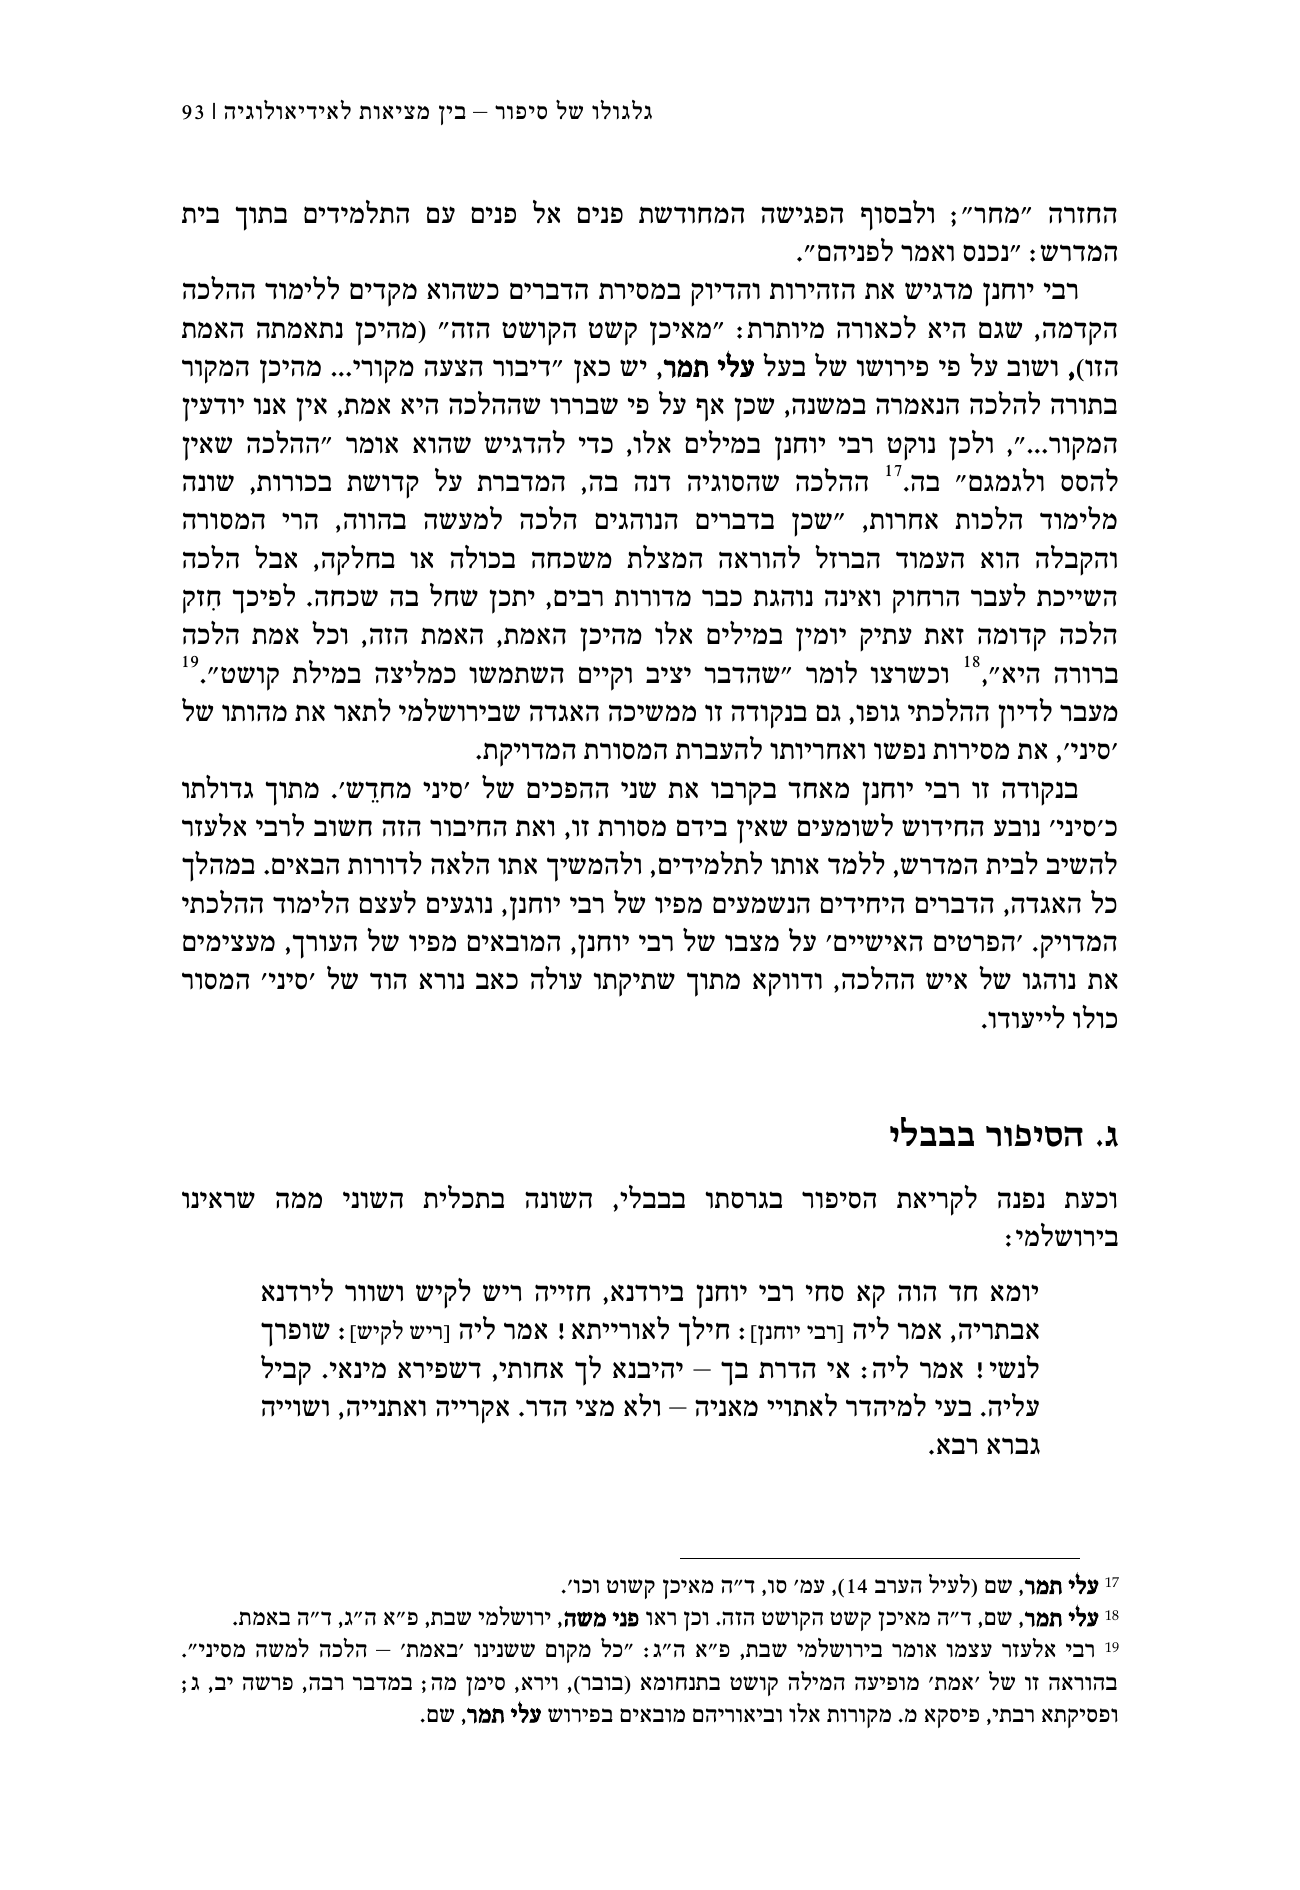 גלגולו של סיפור – בין מציאות לאידיאולוגיה | 93
החזרה ״מחר״; ולבסוף הפגישה המחודשת פנים אל פנים עם התלמידים בתוך בית
המדרש: ״נכנס ואמר לפניהם״.
רבי יוחנן מדגיש את הזהירות והדיוק במסירת הדברים כשהוא מקדים ללימוד ההלכה
הקדמה, שגם היא לכאורה מיותרת: ״מאיכן קשט הקושט הזה״ (מהיכן נתאמתה האמת
הזו), ושוב על פי פירושו של בעל עלי תמר, יש כאן ״דיבור הצעה מקורי... מהיכן המקור
בתורה להלכה הנאמרה במשנה, שכן אף על פי שבררו שההלכה היא אמת, אין אנו יודעין
המקור...״, ולכן נוקט רבי יוחנן במילים אלו, כדי להדגיש שהוא אומר ״ההלכה שאין
להסס ולגמגם״ בה.17 ההלכה שהסוגיה דנה בה, המדברת על קדושת בכורות, שונה
מלימוד הלכות אחרות, ״שכן בדברים הנוהגים הלכה למעשה בהווה, הרי המסורה
והקבלה הוא העמוד הברזל להוראה המצלת משכחה בכולה או בחלקה, אבל הלכה
השייכת לעבר הרחוק ואינה נוהגת כבר מדורות רבים, יתכן שחל בה שכחה. לפיכך חִזק
הלכה קדומה זאת עתיק יומין במילים אלו מהיכן האמת, האמת הזה, וכל אמת הלכה
ברורה היא״,18 וכשרצו לומר ״שהדבר יציב וקיים השתמשו כמליצה במילת קושט״.19
מעבר לדיון ההלכתי גופו, גם בנקודה זו ממשיכה האגדה שבירושלמי לתאר את מהותו של
׳סיני׳, את מסירות נפשו ואחריותו להעברת המסורת המדויקת.
בנקודה זו רבי יוחנן מאחד בקרבו את שני ההפכים של ׳סיני מחדֵש׳. מתוך גדולתו
כ׳סיני׳ נובע החידוש לשומעים שאין בידם מסורת זו, ואת החיבור הזה חשוב לרבי אלעזר
להשיב לבית המדרש, ללמד אותו לתלמידים, ולהמשיך אתו הלאה לדורות הבאים. במהלך
כל האגדה, הדברים היחידים הנשמעים מפיו של רבי יוחנן, נוגעים לעצם הלימוד ההלכתי
המדויק. ׳הפרטים האישיים׳ על מצבו של רבי יוחנן, המובאים מפיו של העורך, מעצימים
את נוהגו של איש ההלכה, ודווקא מתוך שתיקתו עולה כאב נורא הוד של ׳סיני׳ המסור
כולו לייעודו.
ג. הסיפור בבבלי
וכעת נפנה לקריאת הסיפור בגרסתו בבבלי, השונה בתכלית השוני ממה שראינו
בירושלמי:
יומא חד הוה קא סחי רבי יוחנן בירדנא, חזייה ריש לקיש ושוור לירדנא
אבתריה, אמר ליה [רבי יוחנן]: חילך לאורייתא! אמר ליה [ריש לקיש]: שופרך
לנשי! אמר ליה: אי הדרת בך – יהיבנא לך אחותי, דשפירא מינאי. קביל
עליה. בעי למיהדר לאתויי מאניה – ולא מצי הדר. אקרייה ואתנייה, ושוייה
גברא רבא.
17 עלי תמר, שם (לעיל הערב 14), עמ׳ סו, ד״ה מאיכן קשוט וכו׳.
18 עלי תמר, שם, ד״ה מאיכן קשט הקושט הזה. וכן ראו פני משה, ירושלמי שבת, פ״א ה״ג, ד״ה באמת.
19 רבי אלעזר עצמו אומר בירושלמי שבת, פ״א ה״ג: ״כל מקום ששנינו ׳באמת׳ – הלכה למשה מסיני״.
בהוראה זו של ׳אמת׳ מופיעה המילה קושט בתנחומא (בובר), וירא, סימן מה; במדבר רבה, פרשה יב, ג;
ופסיקתא רבתי, פיסקא מ. מקורות אלו וביאוריהם מובאים בפירוש עלי תמר, שם.